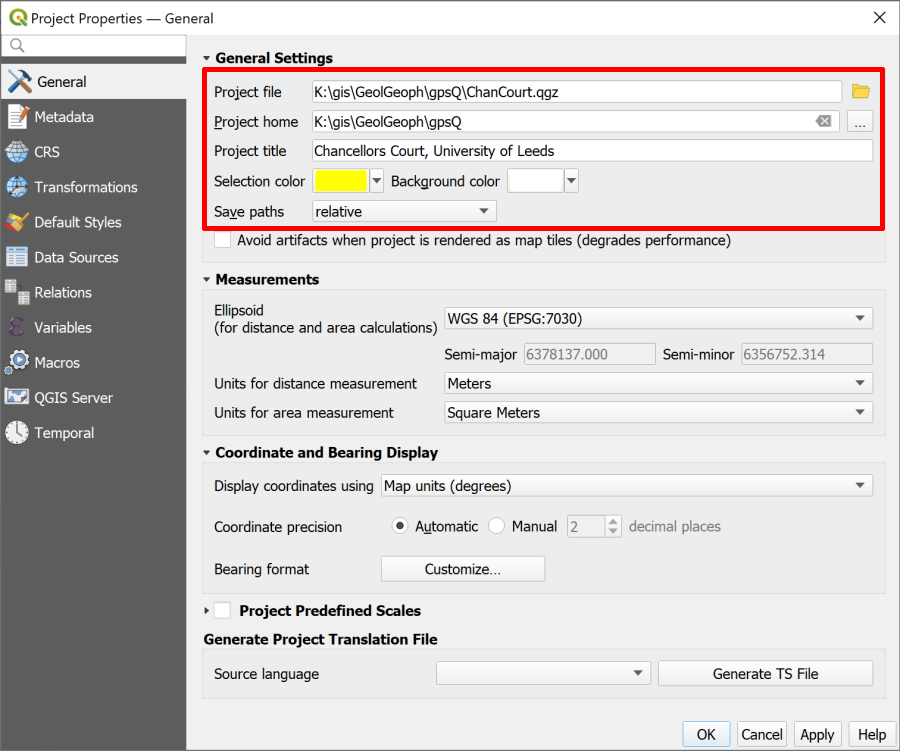 Project Properties — General
General Settings
General
Metadata
CRS
Transformations
Default Styles
Data Sources
Relations
Variables
Macros
QGIS Server
Temporal
Project file K:\gis\GeolGeoph\gpsQ\ChanCourt.qgz
Project home K:\gis\GeolGeoph\gpsQ ...
Project title Chancellors Court, University of Leeds
Selection color Background color
Save paths relative
Avoid artifacts when project is rendered as map tiles (degrades performance)
Measurements
Ellipsoid
(for distance and area calculations) WGS 84 (EPSG:7030)
Semi-major 6378137.000 Semi-minor 6356752.314
Units for distance measurement Meters
Units for area measurement Square Meters
Coordinate and Bearing Display
Display coordinates using Map units (degrees)
Coordinate precision Automatic Manual 2 decimal places
Bearing format Customize...
Project Predefined Scales
Generate Project Translation File
Source language Generate TS File
OK Cancel Apply Help